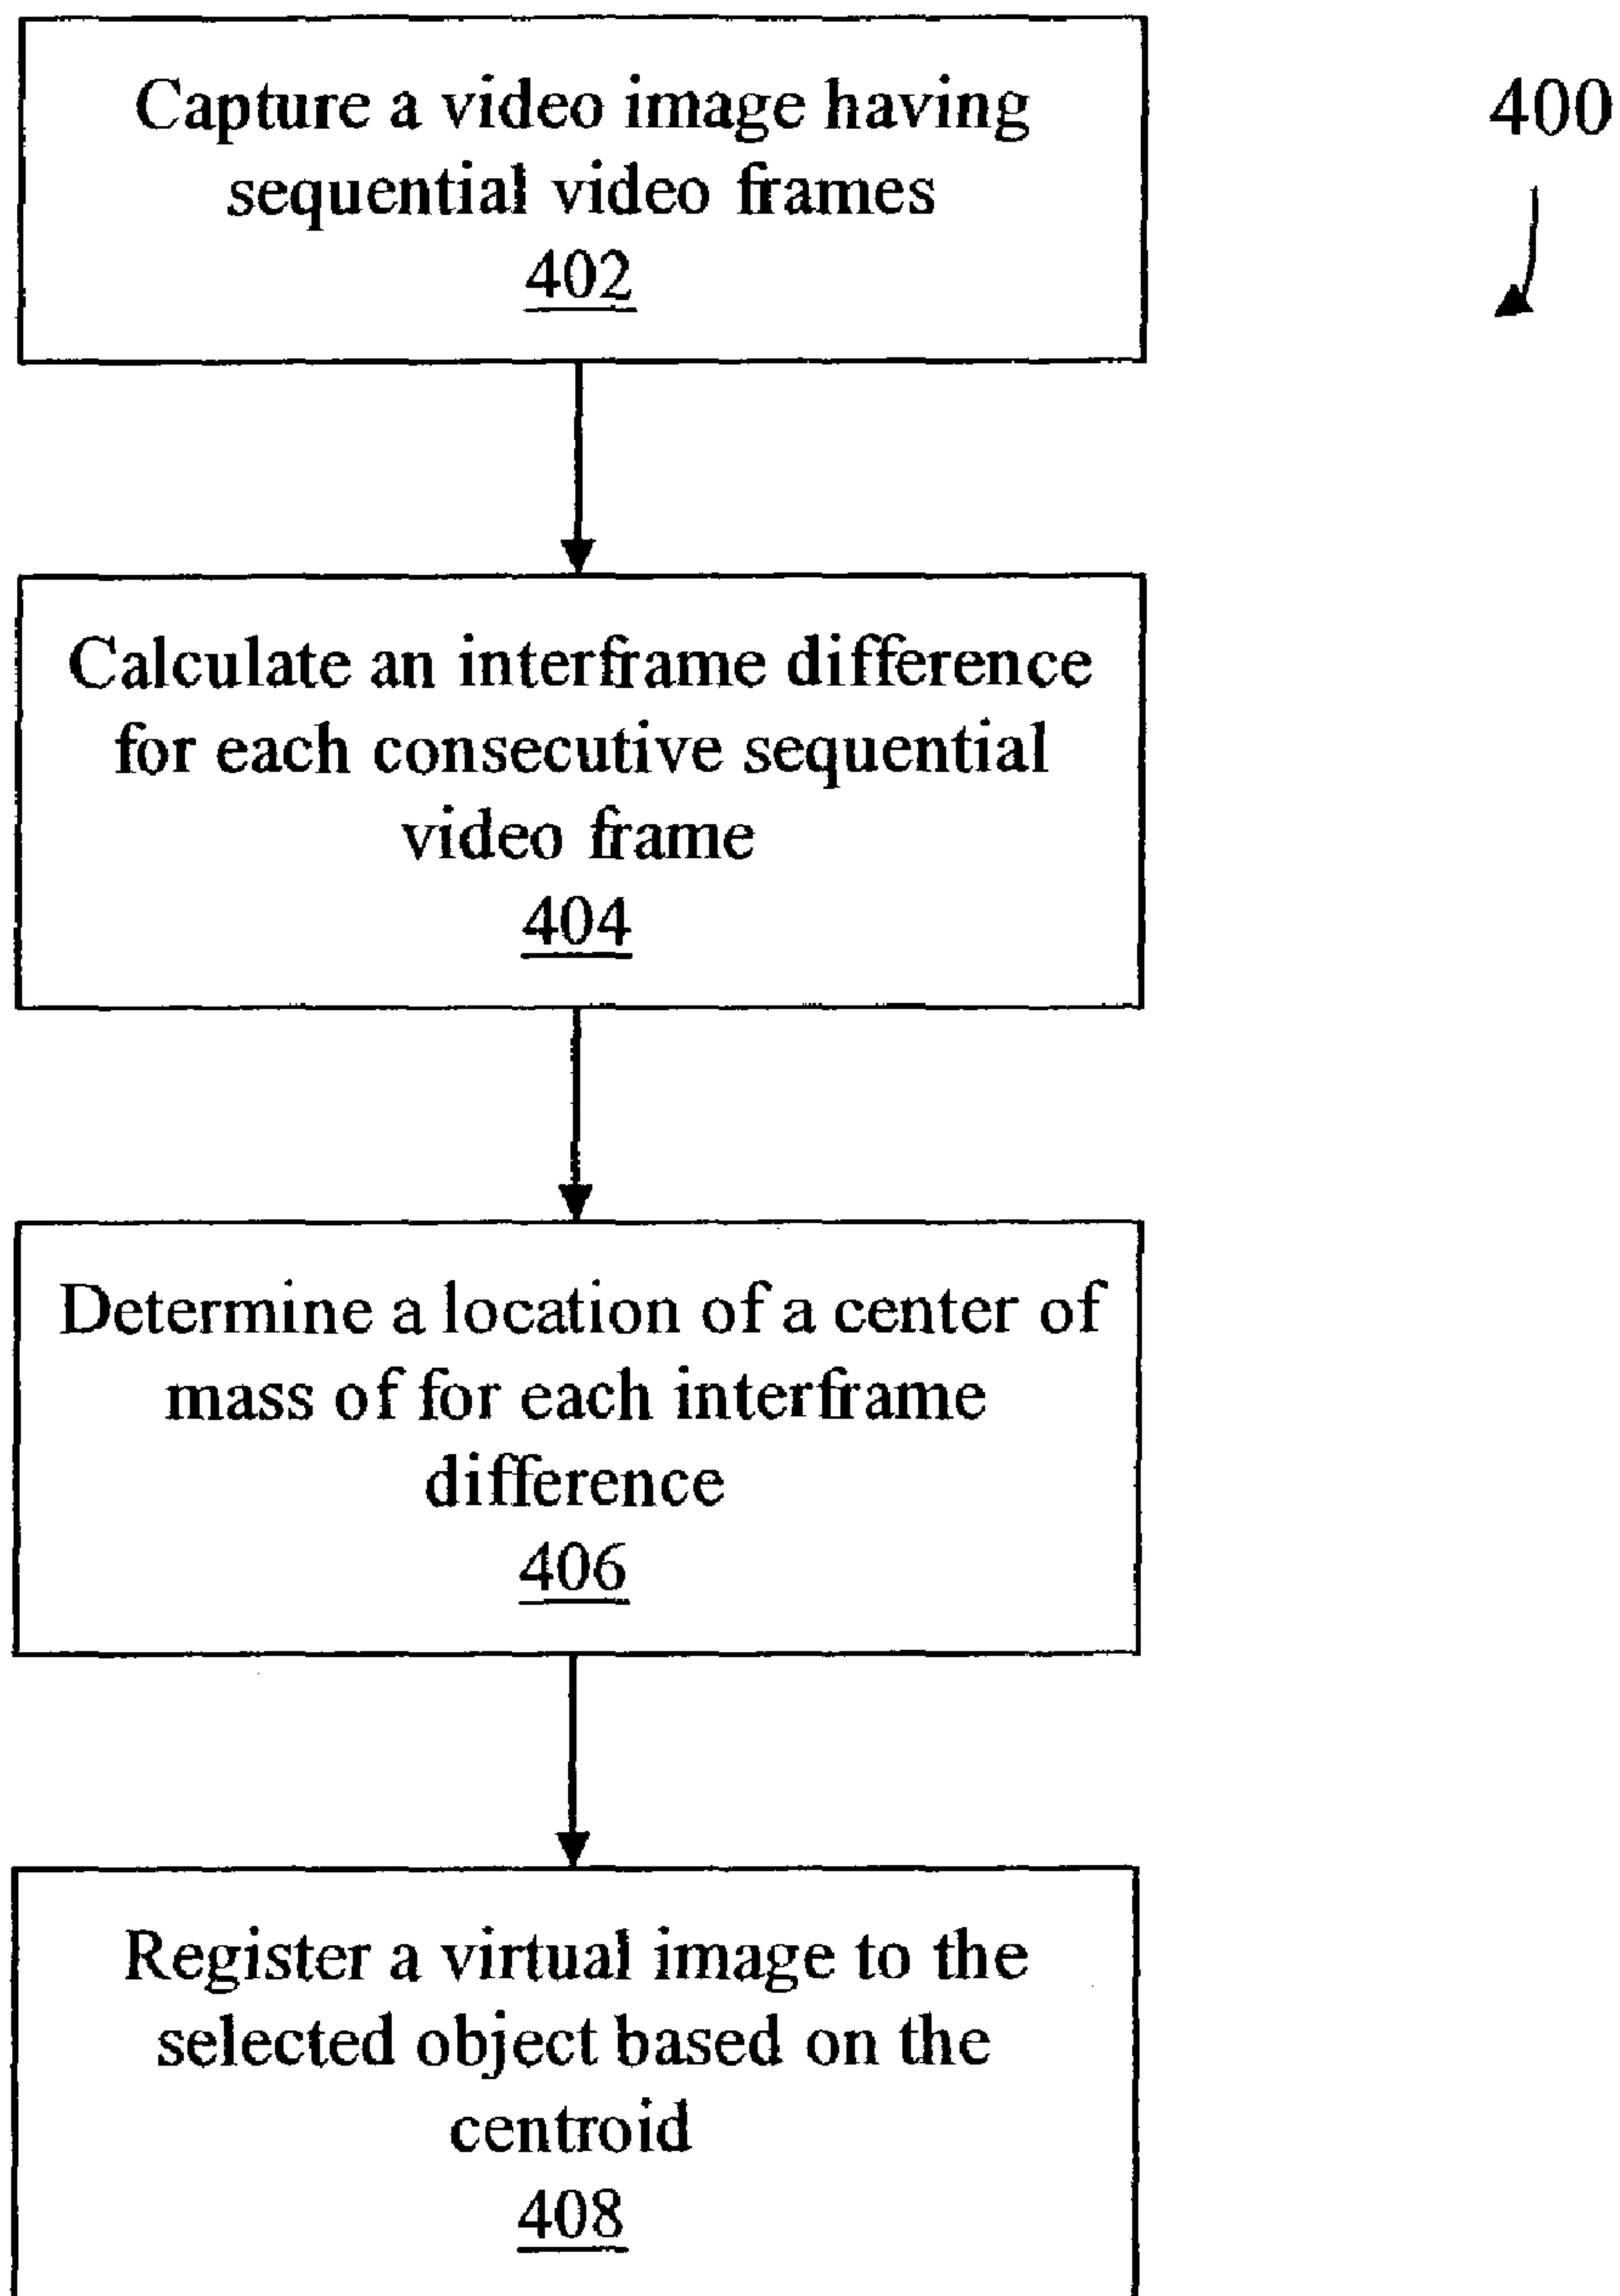 Capture a video image having
sequential video frames
402
400
Calculate an interframe difference
for each consecutive sequential
video frame
404
Determine a location of a center of
mass of for each interframe
difference
406
Register a virtual image to the
selected object based on the
centroid
408